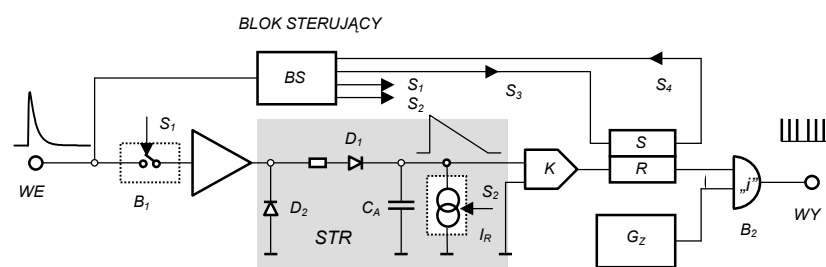 BLOK STERUJĄCY
BS
S1
S2
S3
S4
S1
WE
B1
D1
D2
STR
CA
S2
IR
K
S
R
GZ
„i”
B2
WY